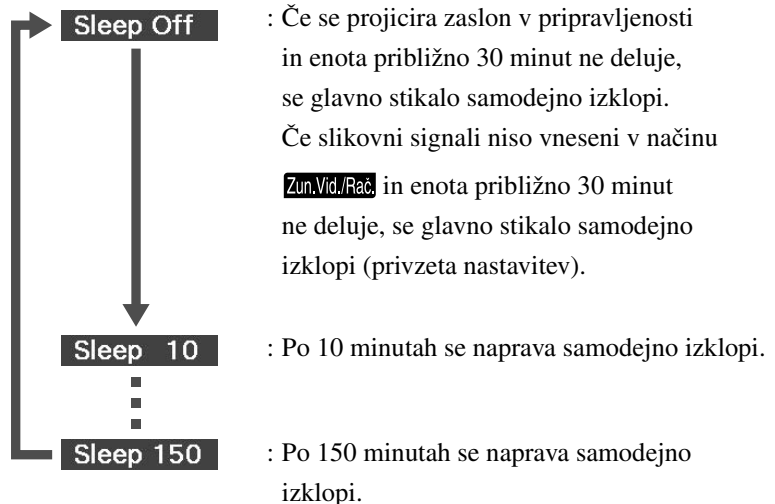 Sleep Off : Če se projicira zaslon v pripravljenosti
in enota približno 30 minut ne deluje,
se glavno stikalo samodejno izklopi.
Če slikovni signali niso vneseni v načinu
Zun.Vid./Rač. in enota približno 30 minut
ne deluje, se glavno stikalo samodejno
izklopi (privzeta nastavitev).
Sleep 10 : Po 10 minutah se naprava samodejno izklopi.
Sleep 150 : Po 150 minutah se naprava samodejno
izklopi.